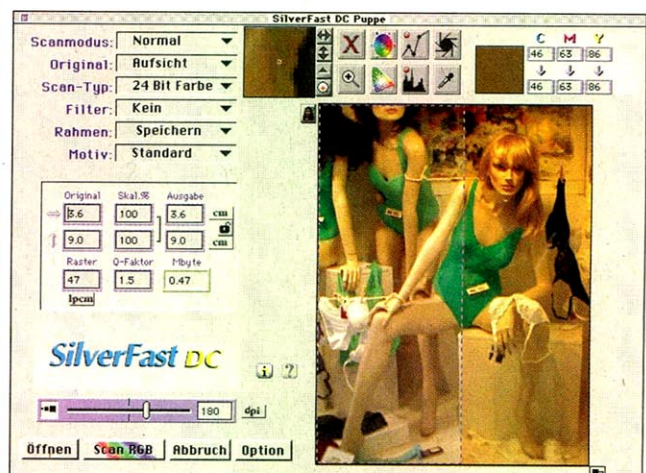 SilverFast DC Puppe
Scanmodus: Normal
Original: Aufsicht
Scan-Typ: 24 Bit Farbe
Filter: Kein
Rahmen: Speichern
Motiv: Standard
C M Y
46 63 86
46 63 86
Original Skal.% Ausgabe
3.6 100 3.6 cm
9.0 100 9.0 cm
Raster Q-Faktor Mbyte
47 1.5 0.47
lpcm
SilverFast DC
i ?
180 dpi
Öffnen Scan RGB Abbruch Option